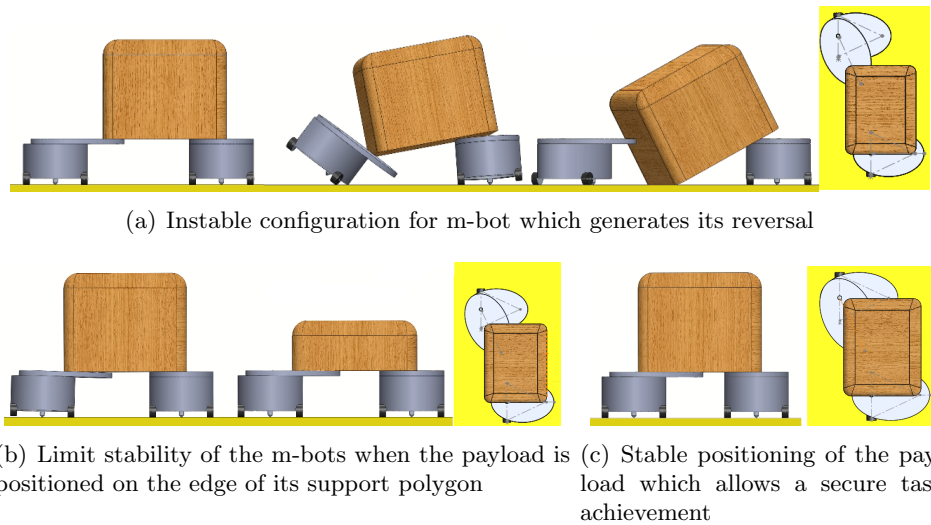 (a) Instable configuration for m-bot which generates its reversal
(b) Limit stability of the m-bots when the payload is
positioned on the edge of its support polygon
(c) Stable positioning of the pay
load which allows a secure tas
achievement